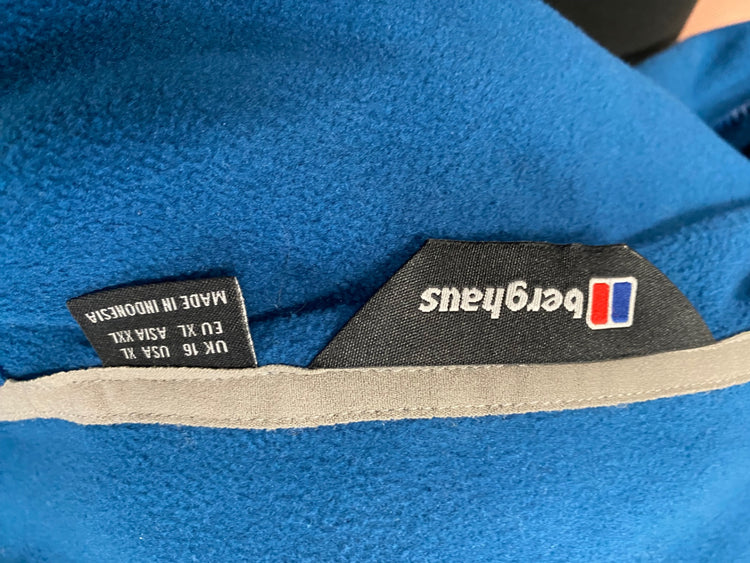 berghaus
UK 16 USA XL
EU XL ASIA XXL
MADE IN INDONESIA